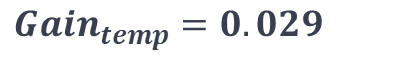 Gain_temp = 0.029